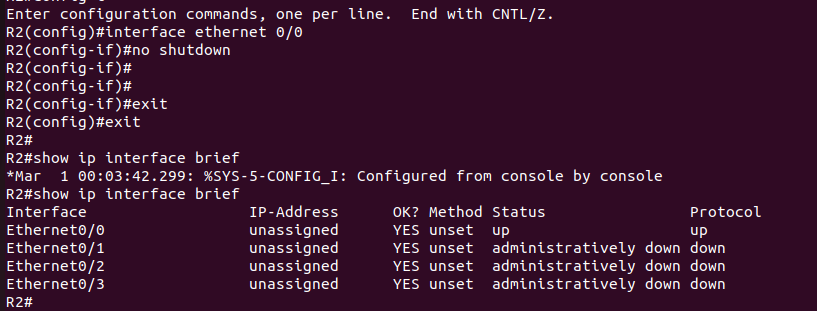 Enter configuration commands, one per line.  End with CNTL/Z.
R2(config)#interface ethernet 0/0
R2(config-if)#no shutdown
R2(config-if)#
R2(config-if)#
R2(config-if)#exit
R2(config)#exit
R2#
R2#show ip interface brief
*Mar  1 00:03:42.299: %SYS-5-CONFIG_I: Configured from console by console
R2#show ip interface brief
Interface                  IP-Address      OK? Method Status                Protocol
Ethernet0/0                unassigned      YES unset  up                    up
Ethernet0/1                unassigned      YES unset  administratively down down
Ethernet0/2                unassigned      YES unset  administratively down down
Ethernet0/3                unassigned      YES unset  administratively down down
R2#